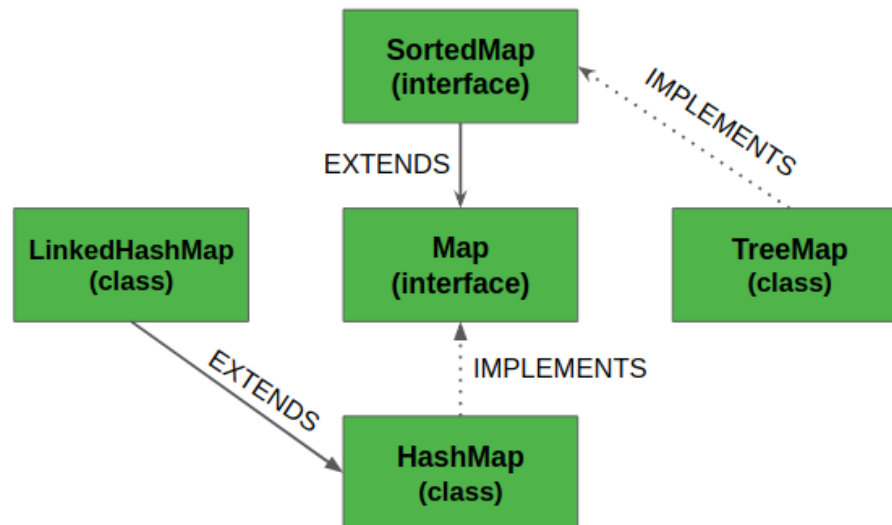 SortedMap
(interface)
IMPLEMENTS
EXTENDS
LinkedHashMap
(class)
Map
(interface)
TreeMap
(class)
EXTENDS
IMPLEMENTS
HashMap
(class)